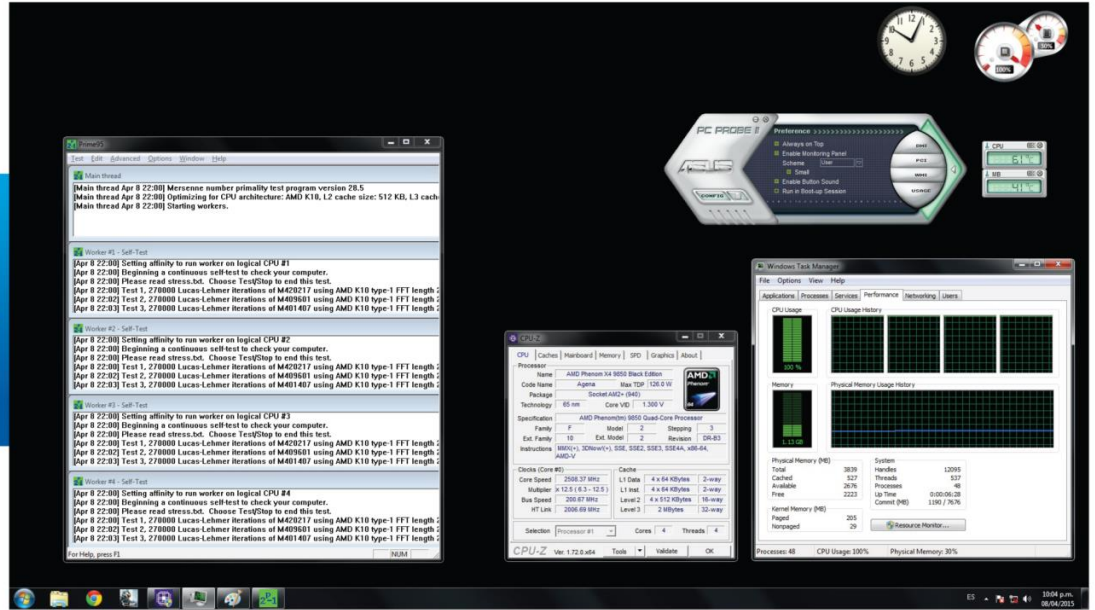 12
3
6
100%
30%
PC PROBE II
Preference >>>>>>>>>>>>>>>>>>>>>>>
Always on Top
Enable Monitoring Panel
Scheme User
Small
Enable Button Sound
Run in Boot-up Session
CONFIG
DMI
PCI
WMI
USAGE
CPU
61°C
MB
41°C
Prime95
Test Edit Advanced Options Window Help
Main thread
[Main thread Apr 8 22:00] Mersenne number primality test program version 28.5
[Main thread Apr 8 22:00] Optimizing for CPU architecture: AMD K10, L2 cache size: 512 KB, L3 cach
[Main thread Apr 8 22:00] Starting workers.
Worker #1 - Self-Test
[Apr 8 22:00] Setting affinity to run worker on logical CPU #1
[Apr 8 22:00] Beginning a continuous self-test to check your computer.
[Apr 8 22:00] Please read stress.txt. Choose Test/Stop to end this test.
[Apr 8 22:00] Test 1, 270000 Lucas-Lehmer iterations of M420217 using AMD K10 type-1 FFT length 2
[Apr 8 22:02] Test 2, 270000 Lucas-Lehmer iterations of M409601 using AMD K10 type-1 FFT length 2
[Apr 8 22:03] Test 3, 270000 Lucas-Lehmer iterations of M401407 using AMD K10 type-1 FFT length 2
Worker #2 - Self-Test
[Apr 8 22:00] Setting affinity to run worker on logical CPU #2
[Apr 8 22:00] Beginning a continuous self-test to check your computer.
[Apr 8 22:00] Please read stress.txt. Choose Test/Stop to end this test.
[Apr 8 22:00] Test 1, 270000 Lucas-Lehmer iterations of M420217 using AMD K10 type-1 FFT length 2
[Apr 8 22:02] Test 2, 270000 Lucas-Lehmer iterations of M409601 using AMD K10 type-1 FFT length 2
[Apr 8 22:03] Test 3, 270000 Lucas-Lehmer iterations of M401407 using AMD K10 type-1 FFT length 2
Worker #3 - Self-Test
[Apr 8 22:00] Setting affinity to run worker on logical CPU #3
[Apr 8 22:00] Beginning a continuous self-test to check your computer.
[Apr 8 22:00] Please read stress.txt. Choose Test/Stop to end this test.
[Apr 8 22:00] Test 1, 270000 Lucas-Lehmer iterations of M420217 using AMD K10 type-1 FFT length 2
[Apr 8 22:02] Test 2, 270000 Lucas-Lehmer iterations of M409601 using AMD K10 type-1 FFT length 2
[Apr 8 22:03] Test 3, 270000 Lucas-Lehmer iterations of M401407 using AMD K10 type-1 FFT length 2
Worker #4 - Self-Test
[Apr 8 22:00] Setting affinity to run worker on logical CPU #4
[Apr 8 22:00] Beginning a continuous self-test to check your computer.
[Apr 8 22:00] Please read stress.txt. Choose Test/Stop to end this test.
[Apr 8 22:00] Test 1, 270000 Lucas-Lehmer iterations of M420217 using AMD K10 type-1 FFT length 2
[Apr 8 22:02] Test 2, 270000 Lucas-Lehmer iterations of M409601 using AMD K10 type-1 FFT length 2
[Apr 8 22:03] Test 3, 270000 Lucas-Lehmer iterations of M401407 using AMD K10 type-1 FFT length 2
For Help, press F1 NUM
CPU-Z
CPU Caches Mainboard Memory SPD Graphics About
Processor
Name AMD Phenom X4 9850 Black Edition
Code Name Agena Max TDP 126.0 W
Package Socket AM2+ (940)
Technology 65 nm Core VID 1.300 V
AMD Phenom 64
Specification AMD Phenom(tm) 9850 Quad-Core Processor
Family F Model 2 Stepping 3
Ext. Family 10 Ext. Model 2 Revision DR-B3
Instructions MMX(+), 3DNow!(+), SSE, SSE2, SSE3, SSE4A, x86-64,
AMD-V
Clocks (Core #0) Cache
Core Speed 2508.37 MHz L1 Data 4 x 64 KBytes 2-way
Multiplier x 12.5 ( 6.3 - 12.5 ) L1 Inst. 4 x 64 KBytes 2-way
Bus Speed 200.67 MHz Level 2 4 x 512 KBytes 16-way
HT Link 2006.69 MHz Level 3 2 MBytes 32-way
Selection Processor #1 Cores 4 Threads 4
CPU-Z Ver. 1.72.0.x64 Tools Validate OK
Windows Task Manager
File Options View Help
Applications Processes Services Performance Networking Users
CPU Usage CPU Usage History
100 %
Memory Physical Memory Usage History
1.13 GB
Physical Memory (MB) System
Total 3839 Handles 12095
Cached 527 Threads 537
Available 2676 Processes 48
Free 2223 Up Time 0:00:06:28
Commit (MB) 1190 / 7676
Kernel Memory (MB)
Paged 205
Nonpaged 29
Resource Monitor...
Processes: 48 CPU Usage: 100% Physical Memory: 30%
ES 10:04 p.m.
08/04/2015